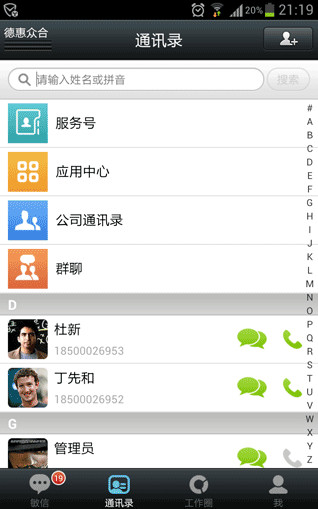 20% 21:19
德惠众合
通讯录
请输入姓名或拼音
搜索
服务号
应用中心
公司通讯录
群聊
#
A
B
C
D
E
F
G
H
I
J
K
L
M
N
O
P
Q
R
S
T
U
V
W
X
Y
Z
D
杜新
18500026953
丁先和
18500026952
G
管理员
19
敏信
通讯录
工作圈
我